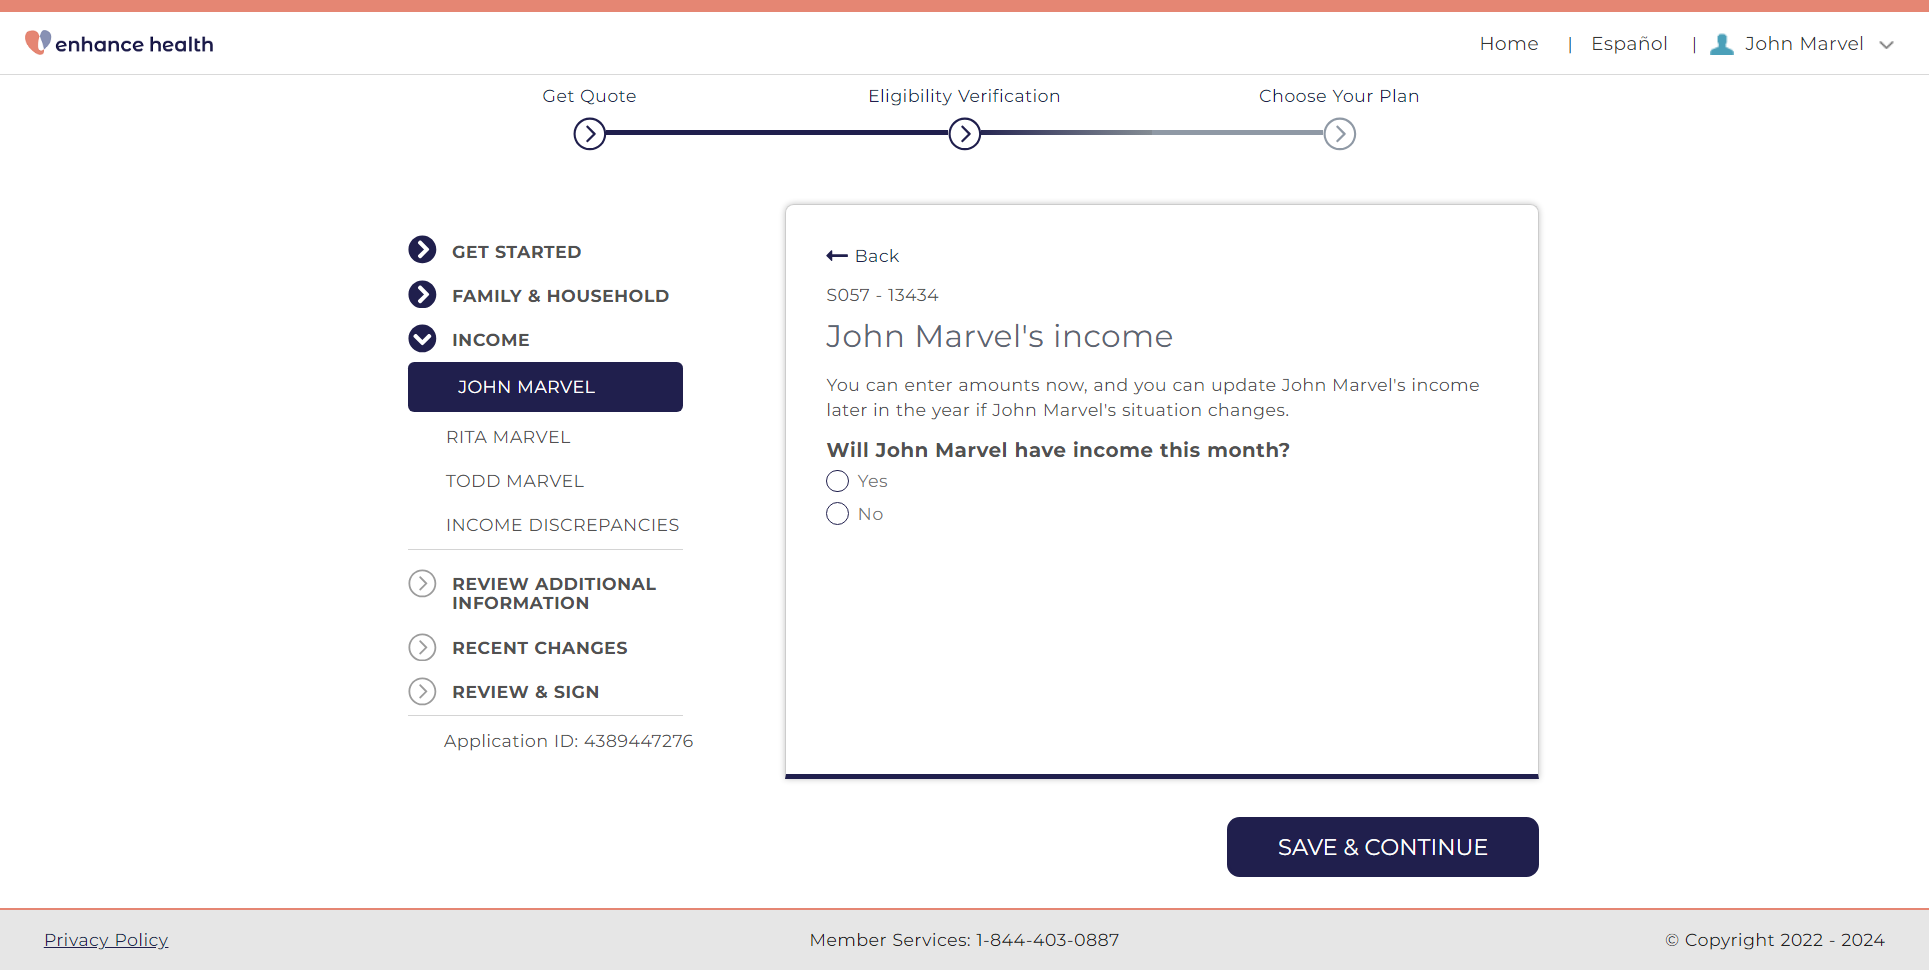 enhance health
Home | Español | John Marvel
Get Quote
Eligibility Verification
Choose Your Plan
GET STARTED
FAMILY & HOUSEHOLD
INCOME
JOHN MARVEL
RITA MARVEL
TODD MARVEL
INCOME DISCREPANCIES
REVIEW ADDITIONAL
INFORMATION
RECENT CHANGES
REVIEW & SIGN
Application ID: 4389447276
Back
S057 - 13434
John Marvel's income
You can enter amounts now, and you can update John Marvel's income
later in the year if John Marvel's situation changes.
Will John Marvel have income this month?
Yes
No
SAVE & CONTINUE
Privacy Policy
Member Services: 1-844-403-0887
© Copyright 2022 - 2024